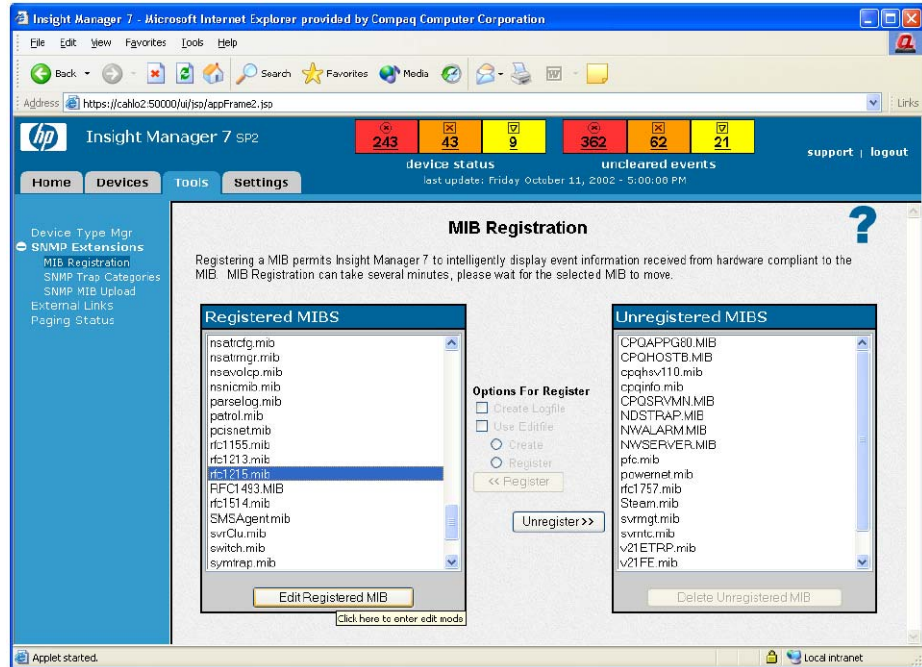 Insight Manager 7 - Microsoft Internet Explorer provided by Compaq Computer Corporation
File Edit View Favorites Tools Help
Back Search Favorites Media
Address https://cahlo2:50000/ui/jsp/appFrame2.jsp Links
hp Insight Manager 7 SP2
243 43 9 362 62 21
device status uncleared events
last update: Friday October 11, 2002 - 5:00:08 PM
support | logout
Home Devices Tools Settings
Device Type Mgr
SNMP Extensions
MIB Registration
SNMP Trap Categories
SNMP MIB Upload
External Links
Paging Status
MIB Registration
?
Registering a MIB permits Insight Manager 7 to intelligently display event information received from hardware compliant to the
MIB. MIB Registration can take several minutes, please wait for the selected MIB to move.
Registered MIBS
nsatrcfg.mib
nsatrmgr.mib
nsavolcp.mib
nsnicmib.mib
parselog.mib
patrol.mib
pcisnet.mib
rfc1155.mib
rfc1213.mib
rfc1215.mib
RFC1493.MIB
rfc1514.mib
SMSAgent.mib
svrClu.mib
switch.mib
symtrap.mib
Edit Registered MIB
Click here to enter edit mode
Options For Register
Create Logfile
Use Editfile
Create
Register
<< Register
Unregister >>
Unregistered MIBS
CPQAPPG80.MIB
CPQHOSTB.MIB
cpqhsv110.mib
cpqinfo.mib
CPQSRVMN.MIB
NDSTRAP.MIB
NWALARM.MIB
NWSERVER.MIB
pfc.mib
powernet.mib
rfc1757.mib
Steam.mib
svrmgt.mib
svrntc.mib
v21ETRP.mib
v21FE.mib
Delete Unregistered MIB
Applet started. Local intranet